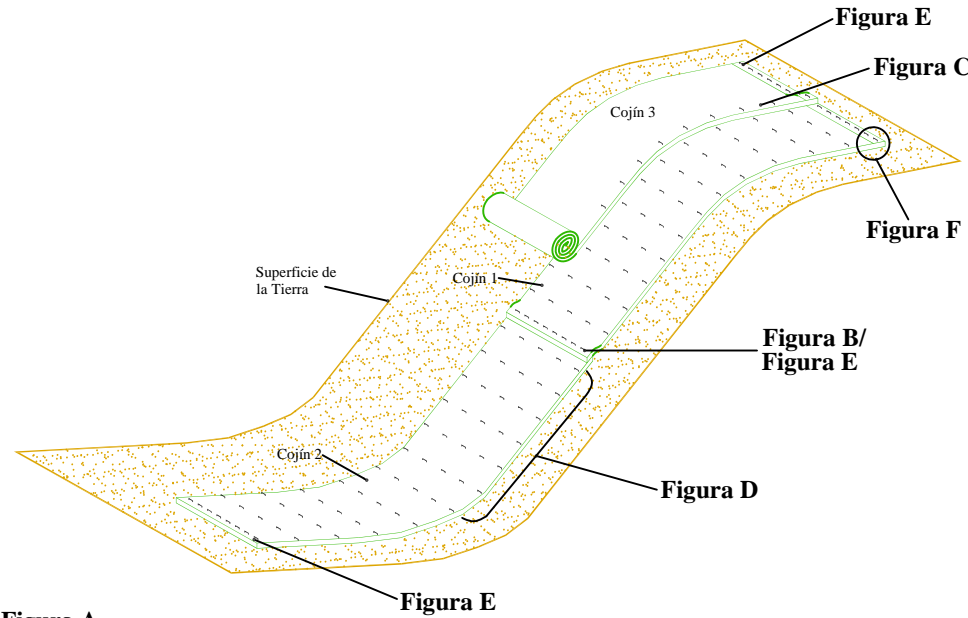 Figura E
Figura C
Cojín 3
Figura F
Superficie de
la Tierra
Cojín 1
Figura B/
Figura E
Cojín 2
Figura D
Figura E
Figura A